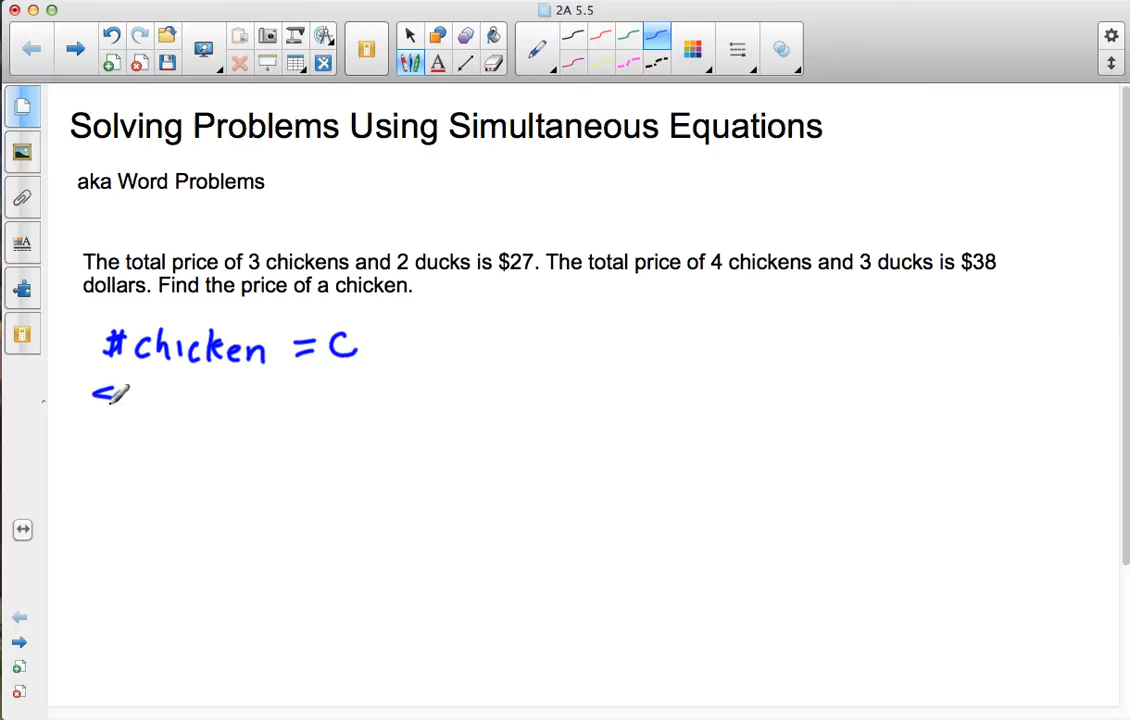 2A 5.5
Solving Problems Using Simultaneous Equations
aka Word Problems
The total price of 3 chickens and 2 ducks is $27. The total price of 4 chickens and 3 ducks is $38
dollars. Find the price of a chicken.
#chicken = C